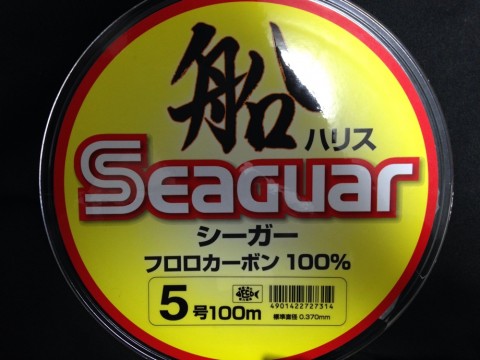 船
ハリス
Seaguar
シーガー
フロロカーボン 100%
5号100m
4901422727314
標準直径 0.370mm